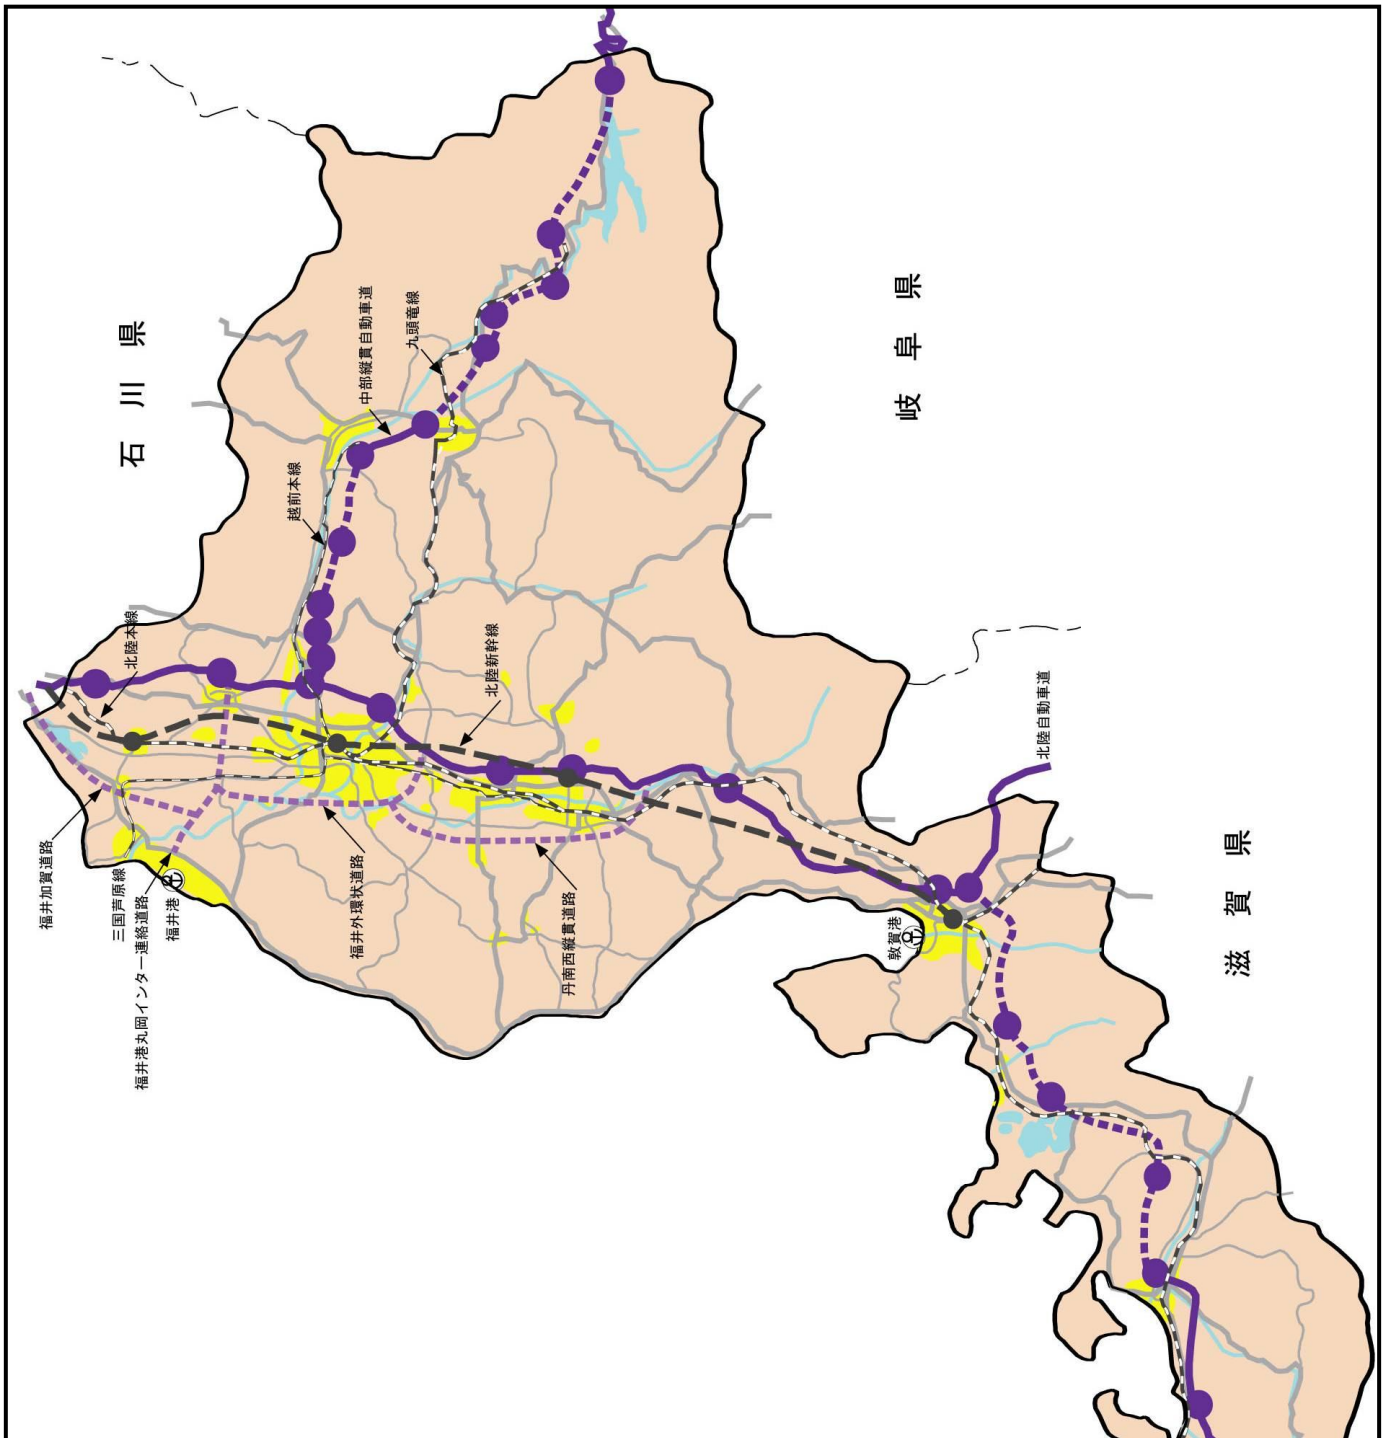 石川県
岐阜県
滋賀県
中部縦貫自動車道
九頭竜線
越前本線
北陸本線
北陸新幹線
北陸自動車道
福井加賀道路
三国芦原線
福井港丸岡インター連絡道路
福井港
福井外環状道路
丹南西縦貫道路
敦賀港